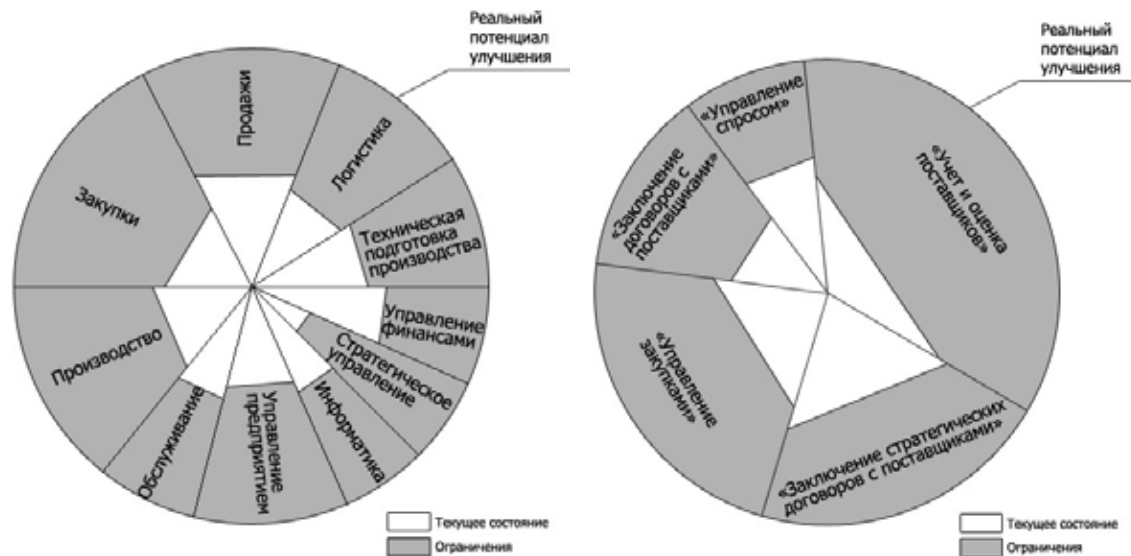 Реальный
потенциал
улучшения
Продажи
Логистика
Закупки
Техническая
подготовка
производства
Управление
финансами
Стратегическое
управление
Информатика
Управление
предприятием
Обслуживание
Производство
Текущее состояние
Ограничения
Реальный
потенциал
улучшения
«Управление
спросом»
«Учет и оценка
поставщиков»
«Заключение
договоров с
поставщиками»
«Управление
закупками»
«Заключение стратегических
договоров с поставщиками»
Текущее состояние
Ограничения